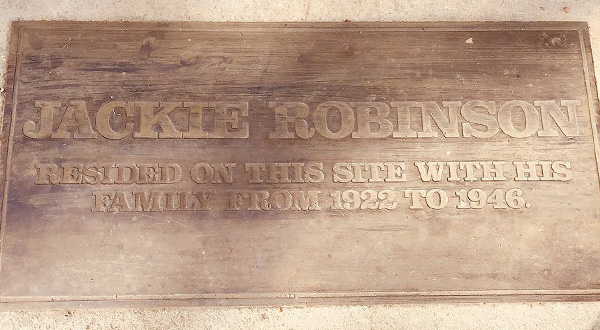 JACKIE ROBINSON
RESIDED ON THIS SITE WITH HIS
FAMILY FROM 1922 TO 1946.